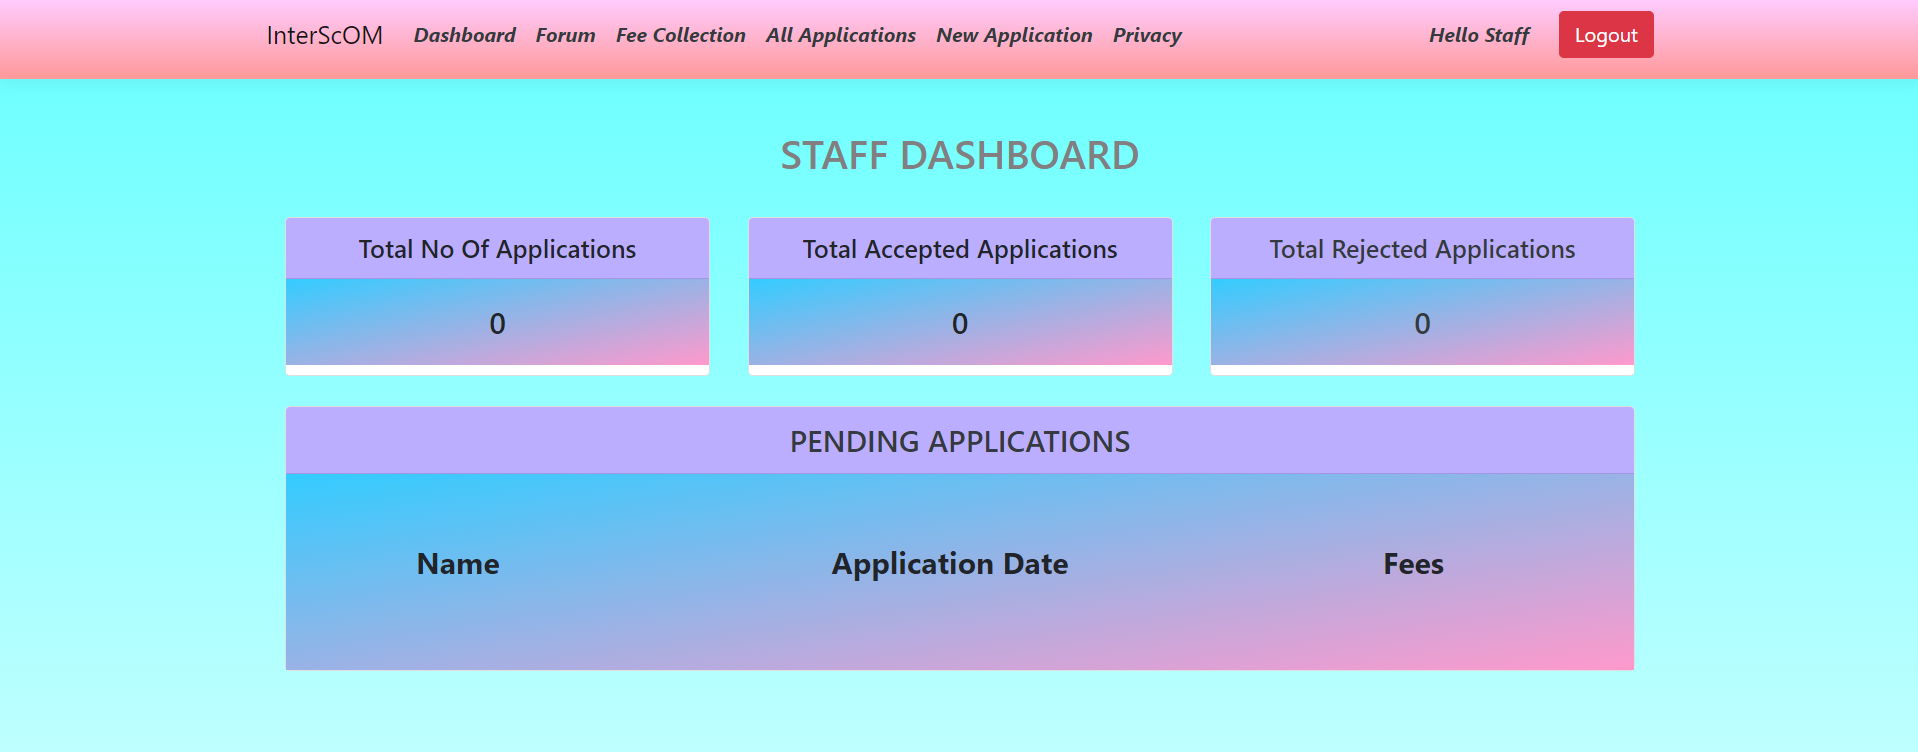 InterScOM Dashboard Forum Fee Collection All Applications New Application Privacy Hello Staff Logout
STAFF DASHBOARD
Total No Of Applications Total Accepted Applications Total Rejected Applications
0 0 0
PENDING APPLICATIONS
Name Application Date Fees